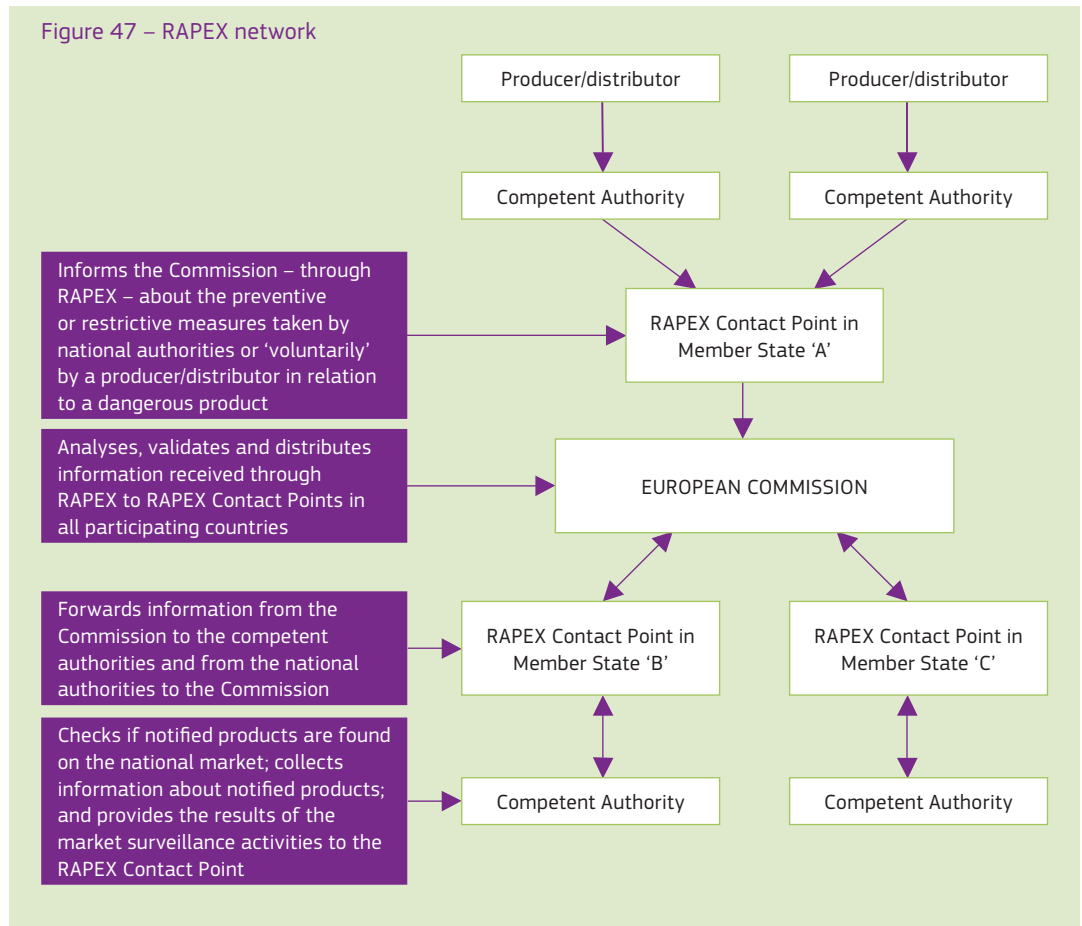 Figure 47 – RAPEX network
Producer/distributor
Producer/distributor
Competent Authority
Competent Authority
Informs the Commission – through
RAPEX – about the preventive
or restrictive measures taken by
national authorities or ‘voluntarily’
by a producer/distributor in relation
to a dangerous product
RAPEX Contact Point in
Member State ‘A’
Analyses, validates and distributes
information received through
RAPEX to RAPEX Contact Points in
all participating countries
EUROPEAN COMMISSION
Forwards information from the
Commission to the competent
authorities and from the national
authorities to the Commission
RAPEX Contact Point in
Member State ‘B’
RAPEX Contact Point in
Member State ‘C’
Checks if notified products are found
on the national market; collects
information about notified products;
and provides the results of the
market surveillance activities to the
RAPEX Contact Point
Competent Authority
Competent Authority